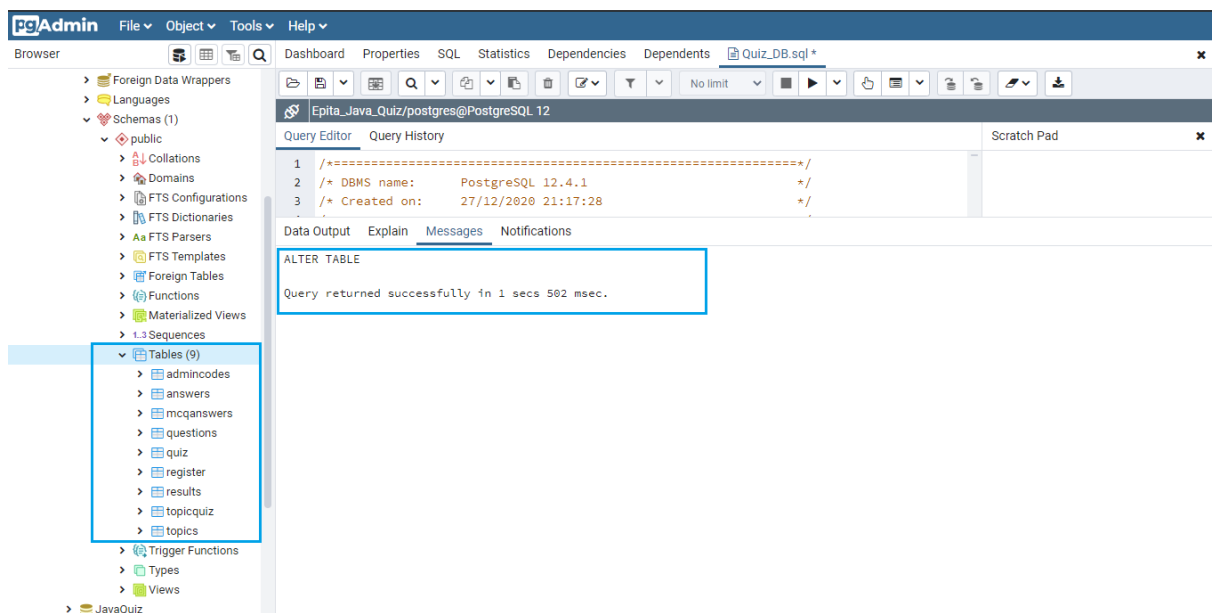 pgAdmin File Object Tools Help
Browser
Dashboard Properties SQL Statistics Dependencies Dependents Quiz_DB.sql *
No limit
Epita_Java_Quiz/postgres@PostgreSQL 12
Query Editor Query History
Scratch Pad
1 /*==============================================================*/
2 /* DBMS name: PostgreSQL 12.4.1 */
3 /* Created on: 27/12/2020 21:17:28 */
Data Output Explain Messages Notifications
ALTER TABLE
Query returned successfully in 1 secs 502 msec.
Foreign Data Wrappers
Languages
Schemas (1)
public
Collations
Domains
FTS Configurations
FTS Dictionaries
Aa FTS Parsers
FTS Templates
Foreign Tables
Functions
Materialized Views
1..3 Sequences
Tables (9)
admincodes
answers
mcqanswers
questions
quiz
register
results
topicquiz
topics
Trigger Functions
Types
Views
JavaQuiz